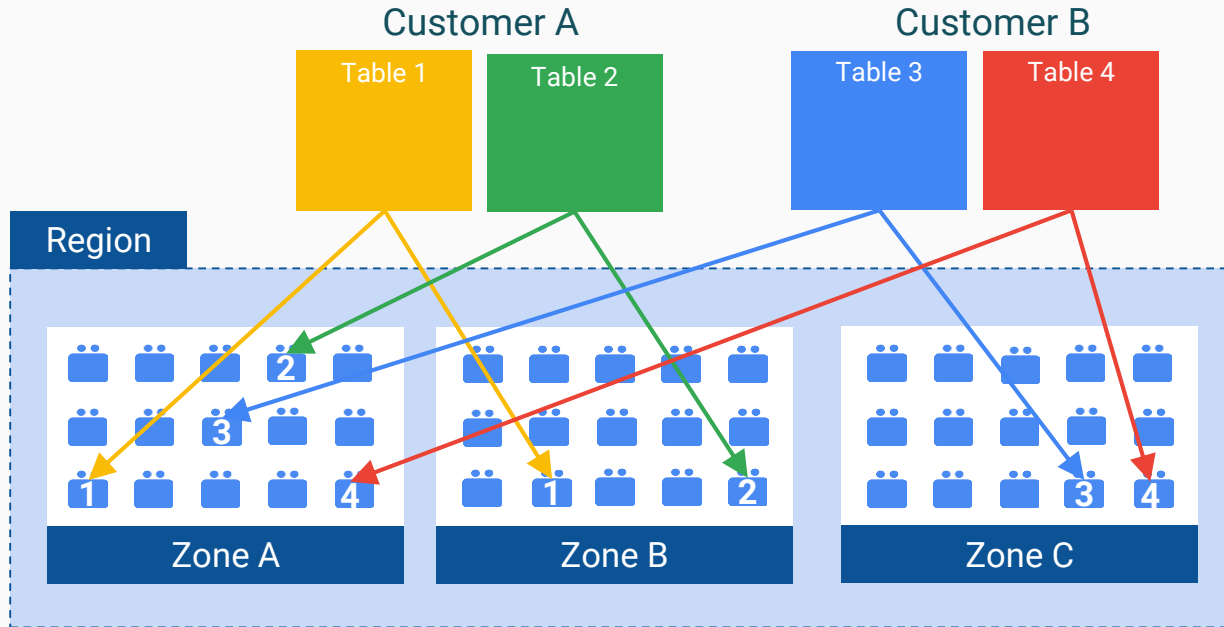 Customer A
Customer B
Table 1
Table 2
Table 3
Table 4
Region
2
3
1
4
Zone A
1
2
Zone B
3
4
Zone C